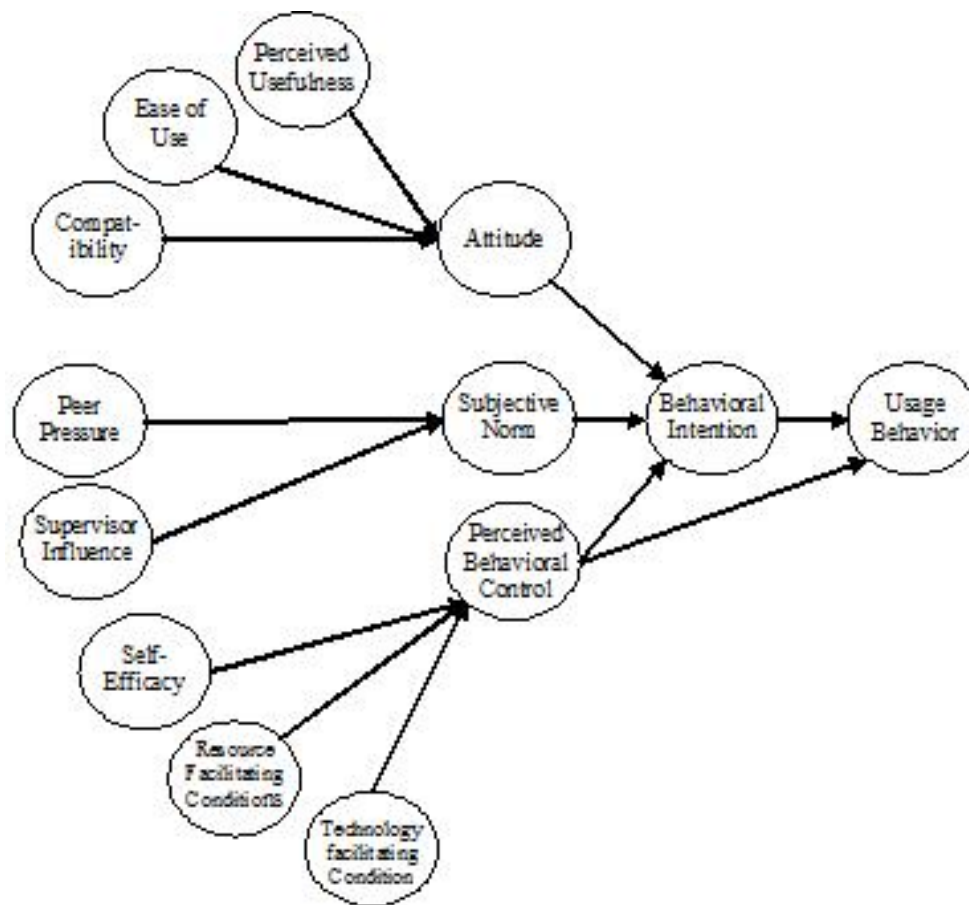 Perceived
Usefulness
Ease of
Use
Compat-
ibility
Attitude
Peer
Pressure
Subjective
Norm
Behavioral
Intention
Usage
Behavior
Supervisor
Influence
Perceived
Behavioral
Control
Self-
Efficacy
Resource
Facilitating
Conditions
Technology
facilitating
Condition